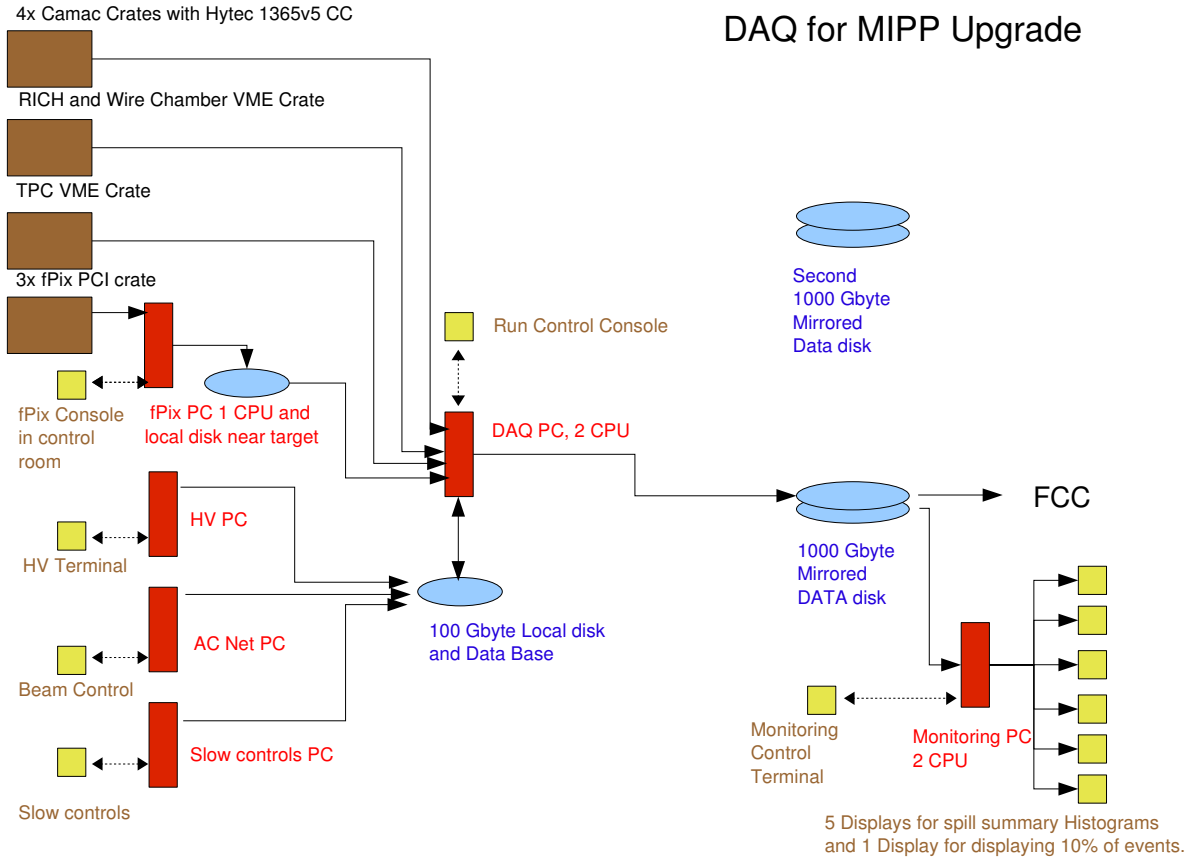 4x Camac Crates with Hytec 1365v5 CC
DAQ for MIPP Upgrade
RICH and Wire Chamber VME Crate
TPC VME Crate
3x fPix PCI crate
Second
1000 Gbyte
Mirrored
Data disk
Run Control Console
fPix Console
in control
room
fPix PC 1 CPU and
local disk near target
DAQ PC, 2 CPU
HV PC
HV Terminal
FCC
1000 Gbyte
Mirrored
DATA disk
AC Net PC
Beam Control
100 Gbyte Local disk
and Data Base
Slow controls PC
Slow controls
Monitoring
Control
Terminal
Monitoring PC
2 CPU
5 Displays for spill summary Histograms
and 1 Display for displaying 10% of events.